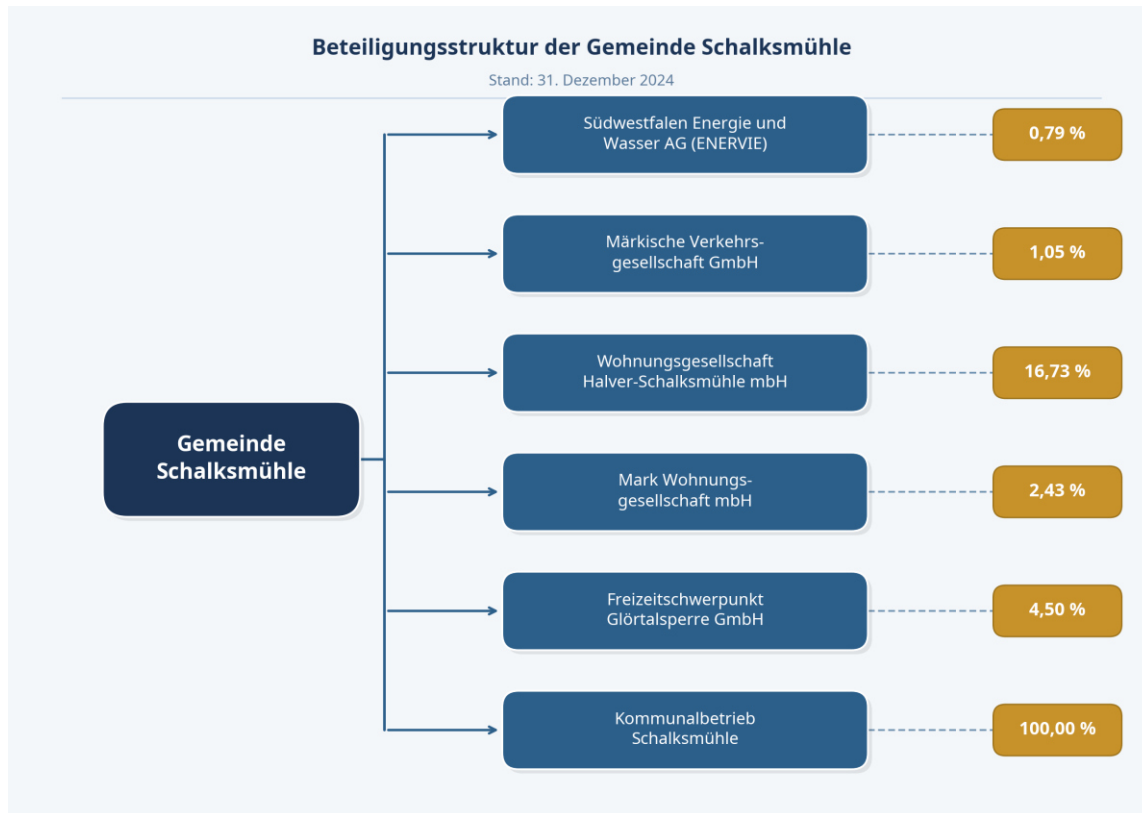 Beteiligungsstruktur der Gemeinde Schalksmühle
Stand: 31. Dezember 2024
Südwestfalen Energie und
Wasser AG (ENERVIE)
0,79 %
Märkische Verkehrs-
gesellschaft GmbH
1,05 %
Wohnungsgesellschaft
Halver-Schalksmühle mbH
16,73 %
Gemeinde
Schalksmühle
Mark Wohnungs-
gesellschaft mbH
2,43 %
Freizeitschwerpunkt
Glörtalsperre GmbH
4,50 %
Kommunalbetrieb
Schalksmühle
100,00 %